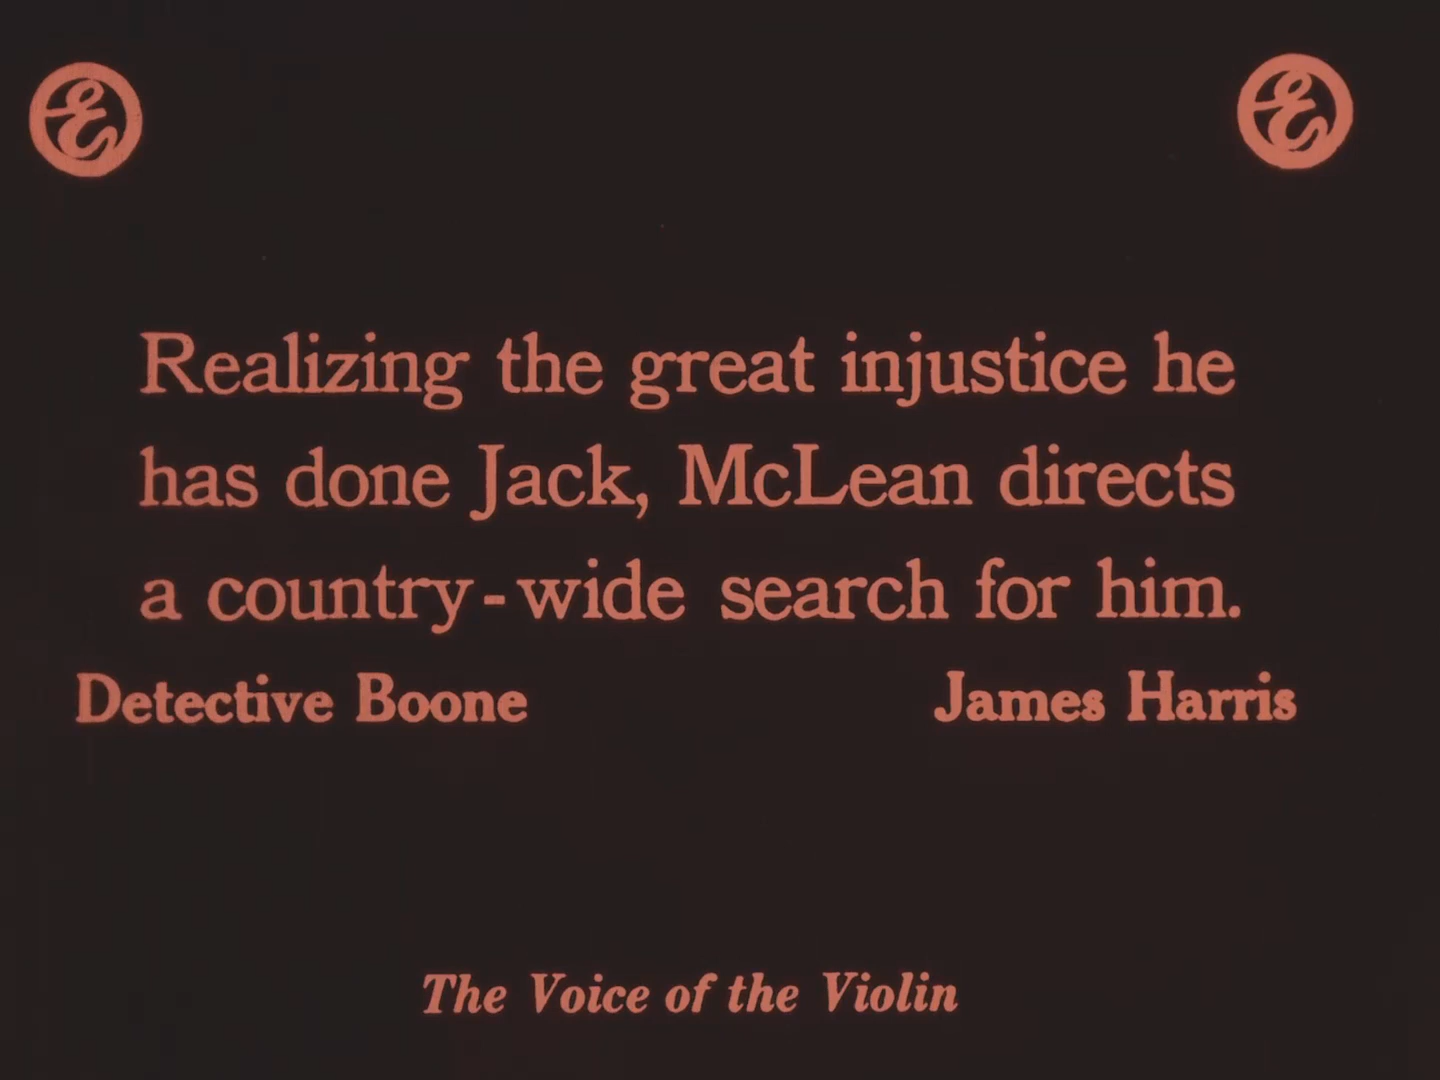 Realizing the great injustice he
has done Jack, McLean directs
a country-wide search for him.
Detective Boone James Harris
The Voice of the Violin